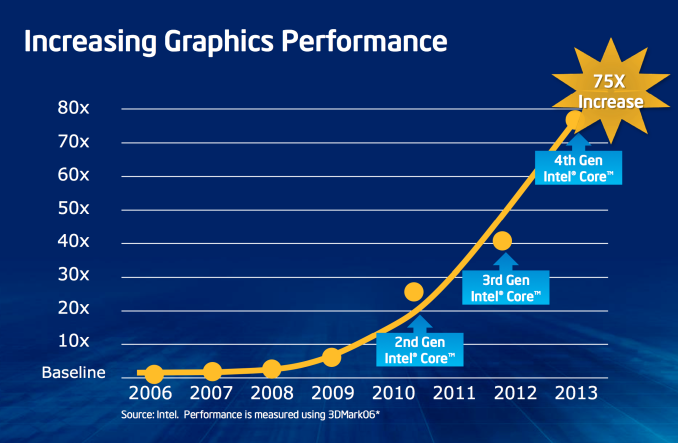 Increasing Graphics Performance
75X
Increase
80x
70x
60x
50x
40x
30x
20x
10x
Baseline
4th Gen
Intel® Core™
3rd Gen
Intel® Core™
2nd Gen
Intel® Core™
2006 2007 2008 2009 2010 2011 2012 2013
Source: Intel. Performance is measured using 3DMark06*